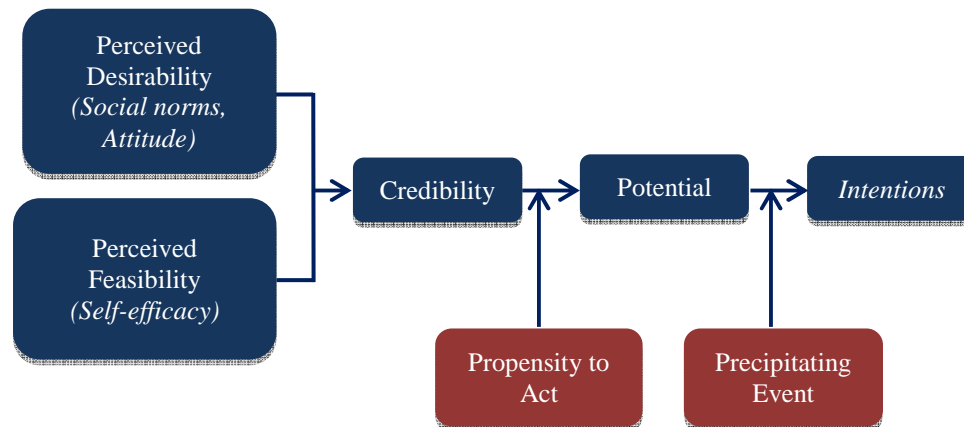 Perceived
Desirability
(Social norms,
Attitude)
Perceived
Feasibility
(Self-efficacy)
Credibility
Potential
Intentions
Propensity to
Act
Precipitating
Event